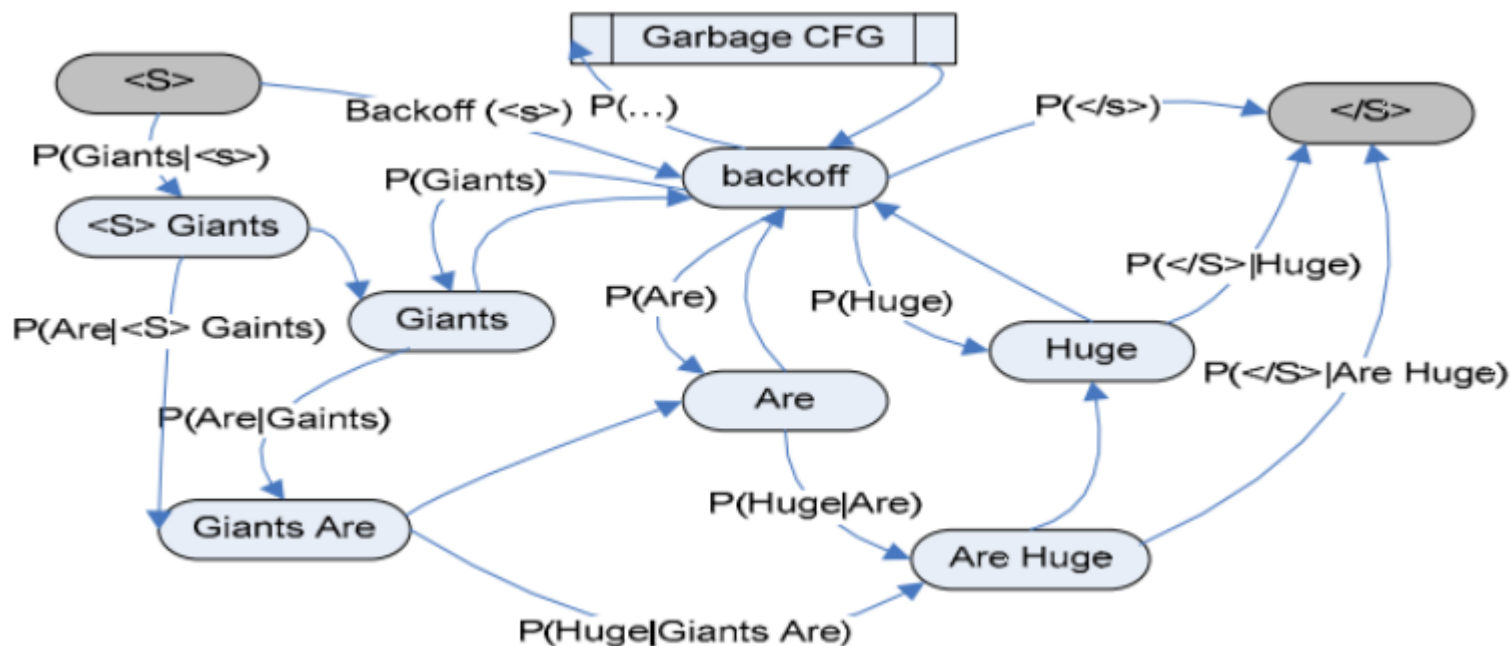 Garbage CFG
<S>
Backoff (<s>)
P(...)
P(</s>)
</S>
P(Giants|<s>)
P(Giants)
backoff
<S> Giants
P(</S>|Huge)
P(Are)
P(Huge)
P(Are|<S> Gaints)
Giants
Huge
P(</S>|Are Huge)
Are
P(Are|Gaints)
P(Huge|Are)
Giants Are
Are Huge
P(Huge|Giants Are)